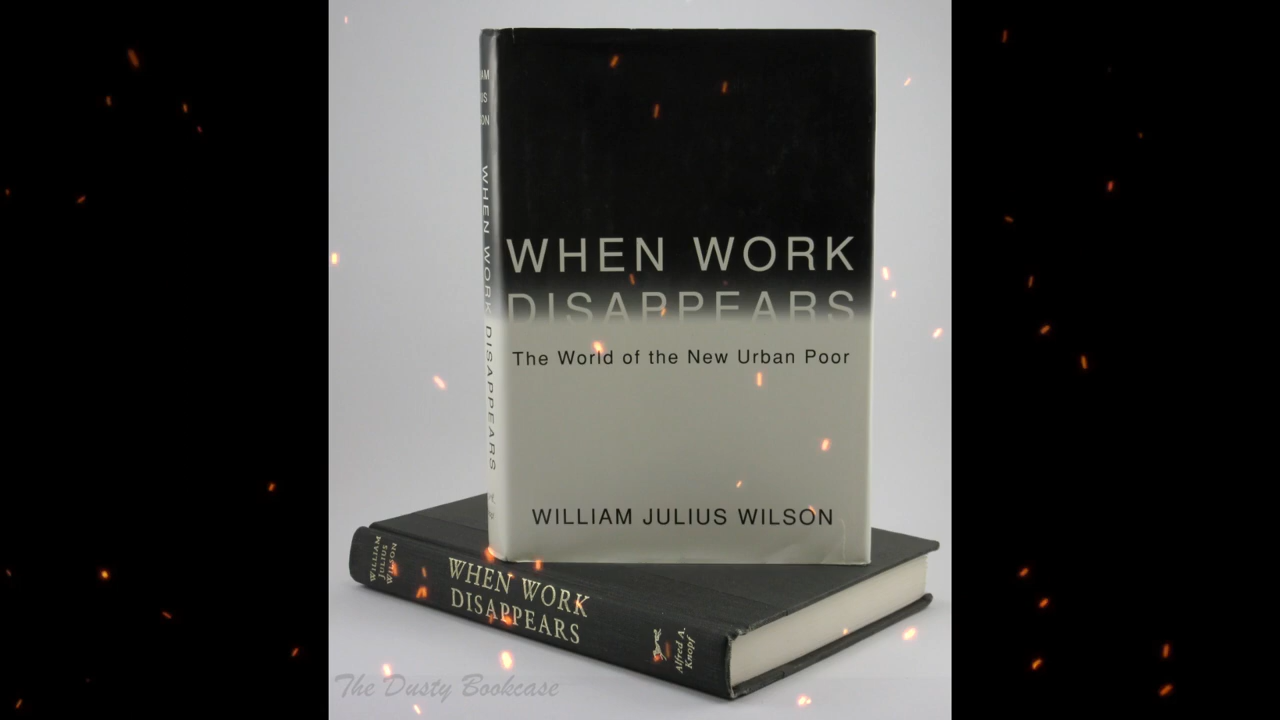 WHEN WORK
DISAPPEARS
The World of the New Urban Poor
WILLIAM JULIUS WILSON
WHEN WORK DISAPPEARS
WILLIAM
JULIUS
WILSON
WHEN WORK
DISAPPEARS
Alfred A.
Knopf
The Dusty Bookcase